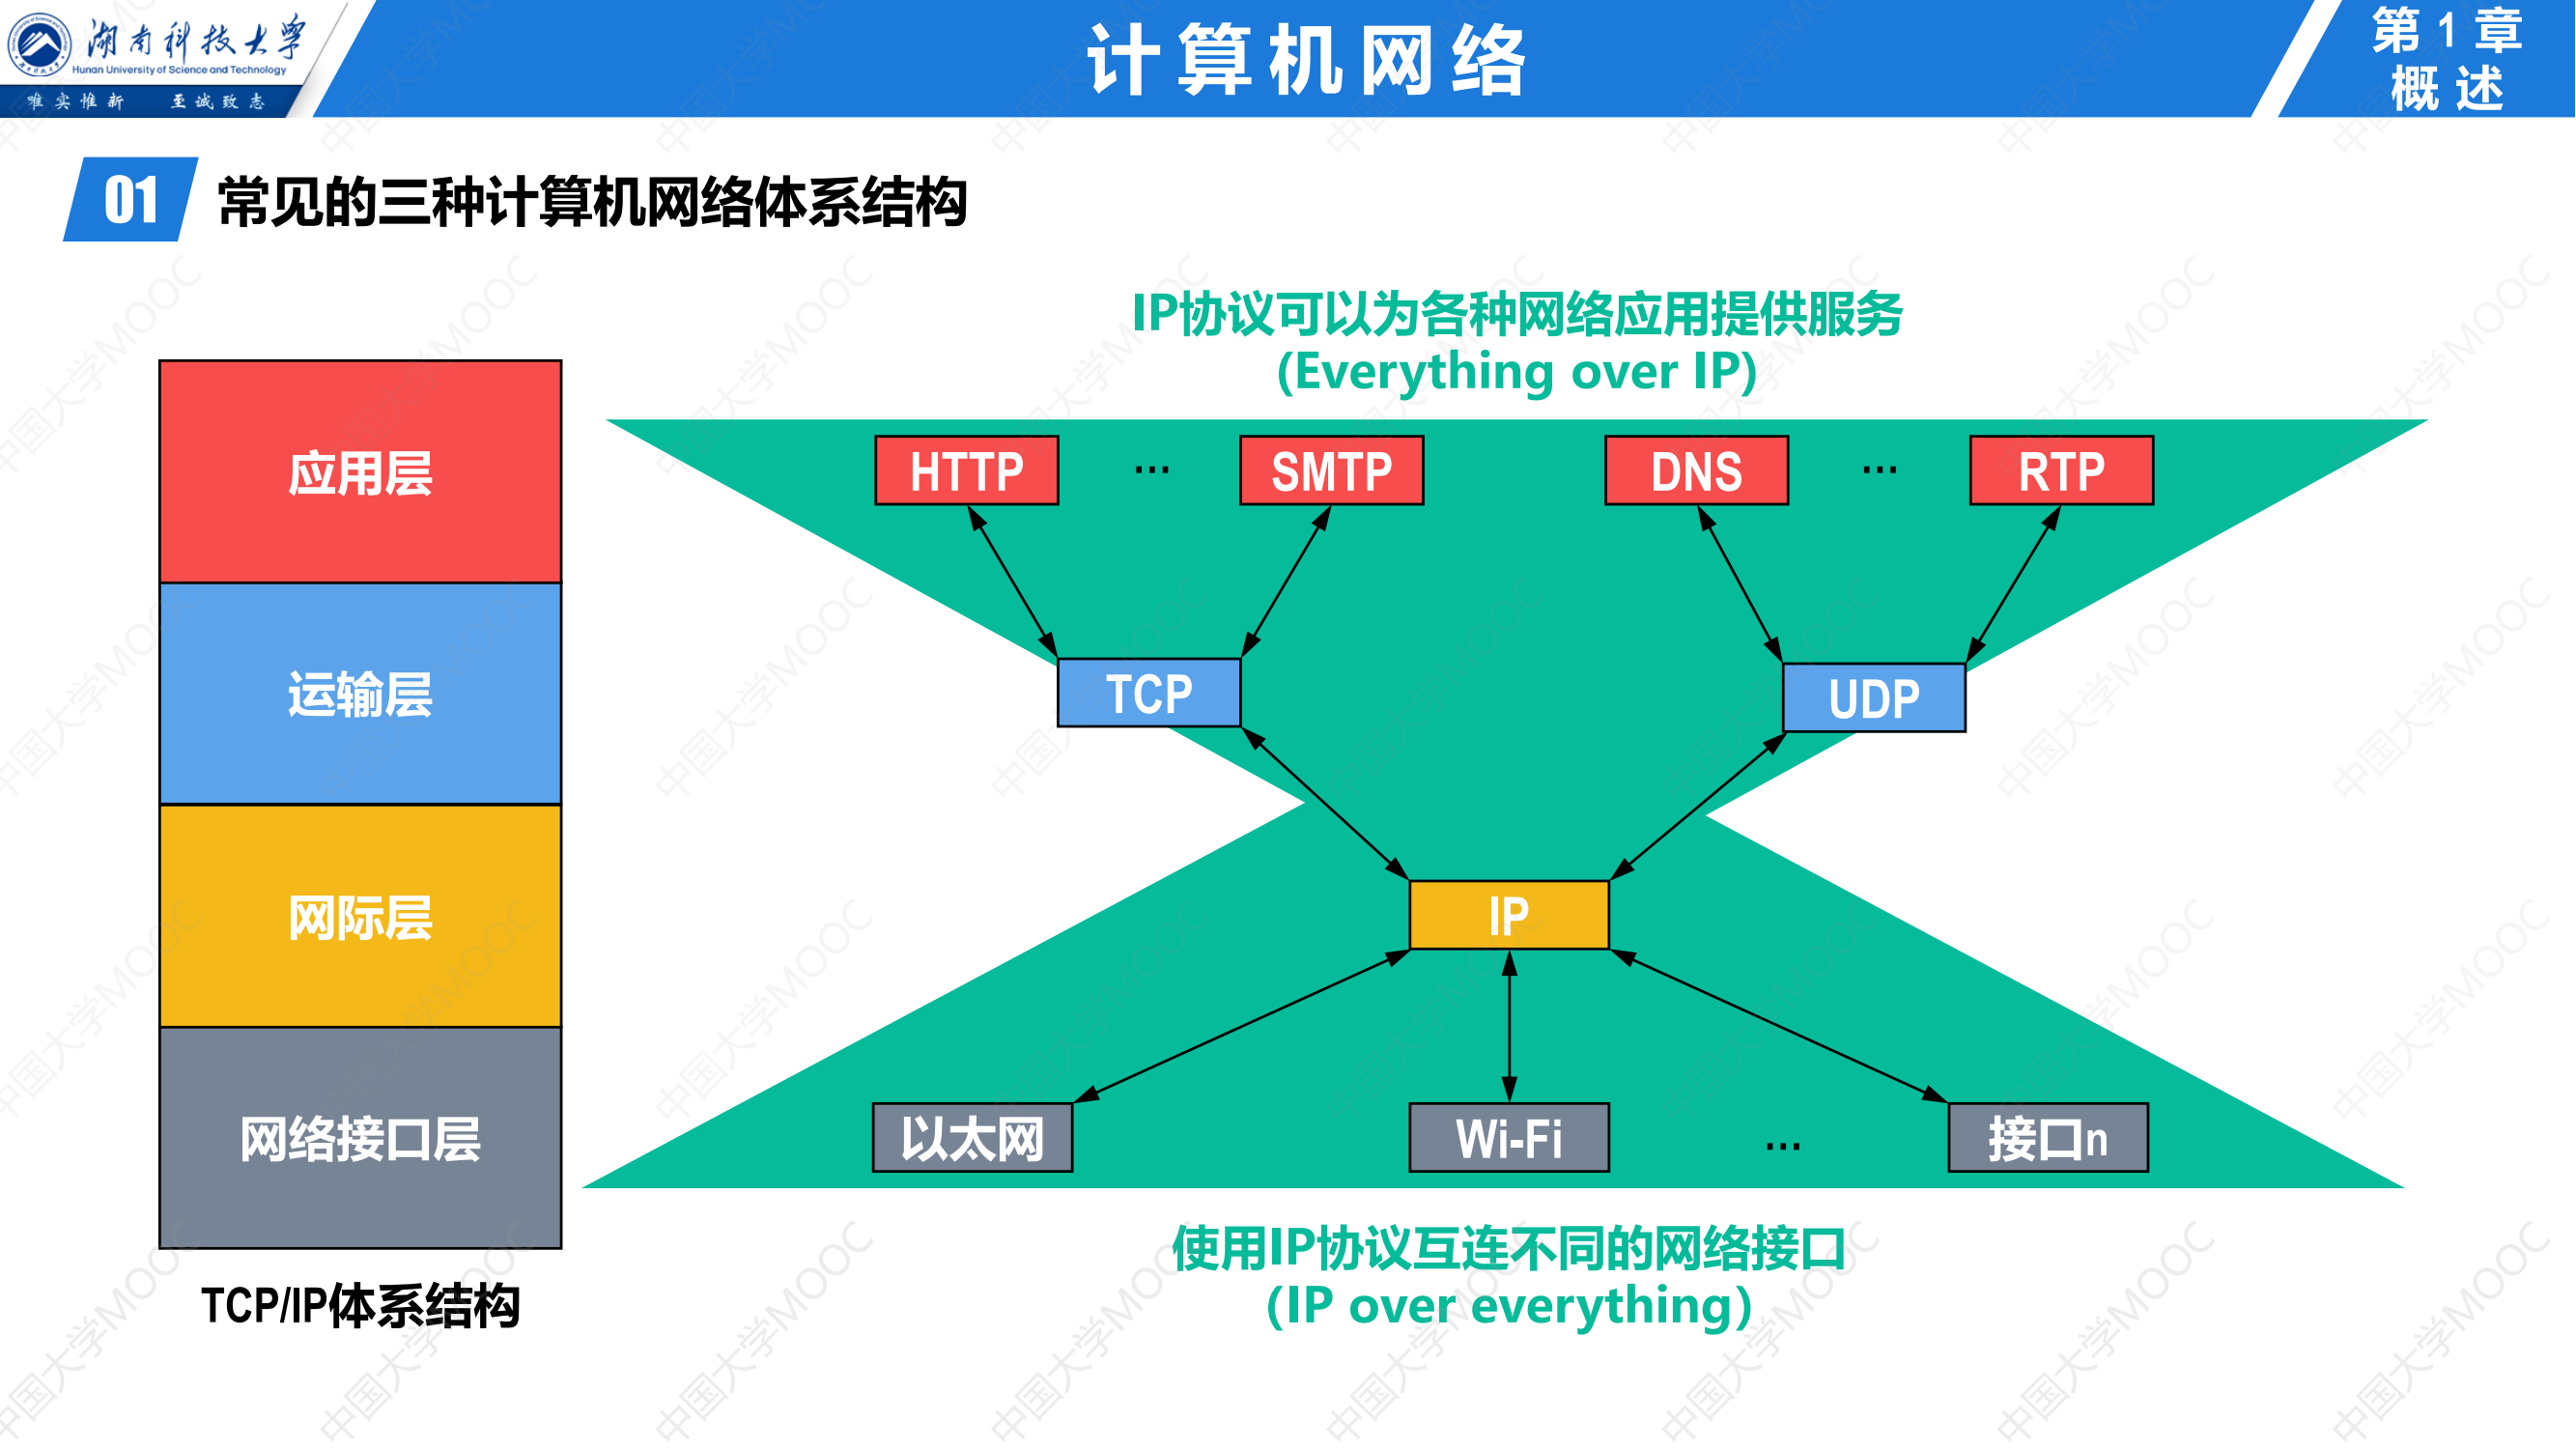 湖南科技大学
Hunan University of Science and Technology
唯实惟新 至诚致志
计算机网络
第1章
概述
01 常见的三种计算机网络体系结构
IP协议可以为各种网络应用提供服务
(Everything over IP)
应用层
HTTP … SMTP DNS … RTP
运输层
TCP UDP
网际层
IP
网络接口层
以太网 Wi-Fi … 接口n
TCP/IP体系结构
使用IP协议互连不同的网络接口
(IP over everything)
中国大学MOOC